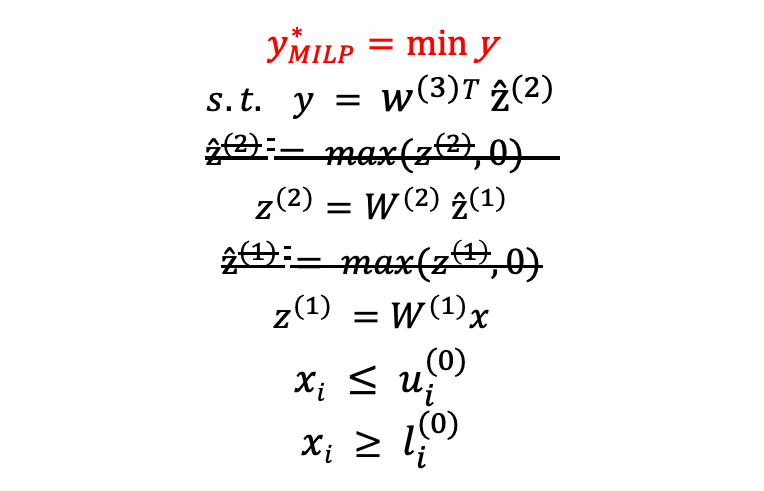 y*_{MILP} = min y
s.t. y = w^{(3)T} ẑ^{(2)}
ẑ^{(2)} = max(z^{(2)}, 0)
z^{(2)} = W^{(2)} ẑ^{(1)}
ẑ^{(1)} = max(z^{(1)}, 0)
z^{(1)} = W^{(1)}x
x_i ≤ u_i^{(0)}
x_i ≥ l_i^{(0)}